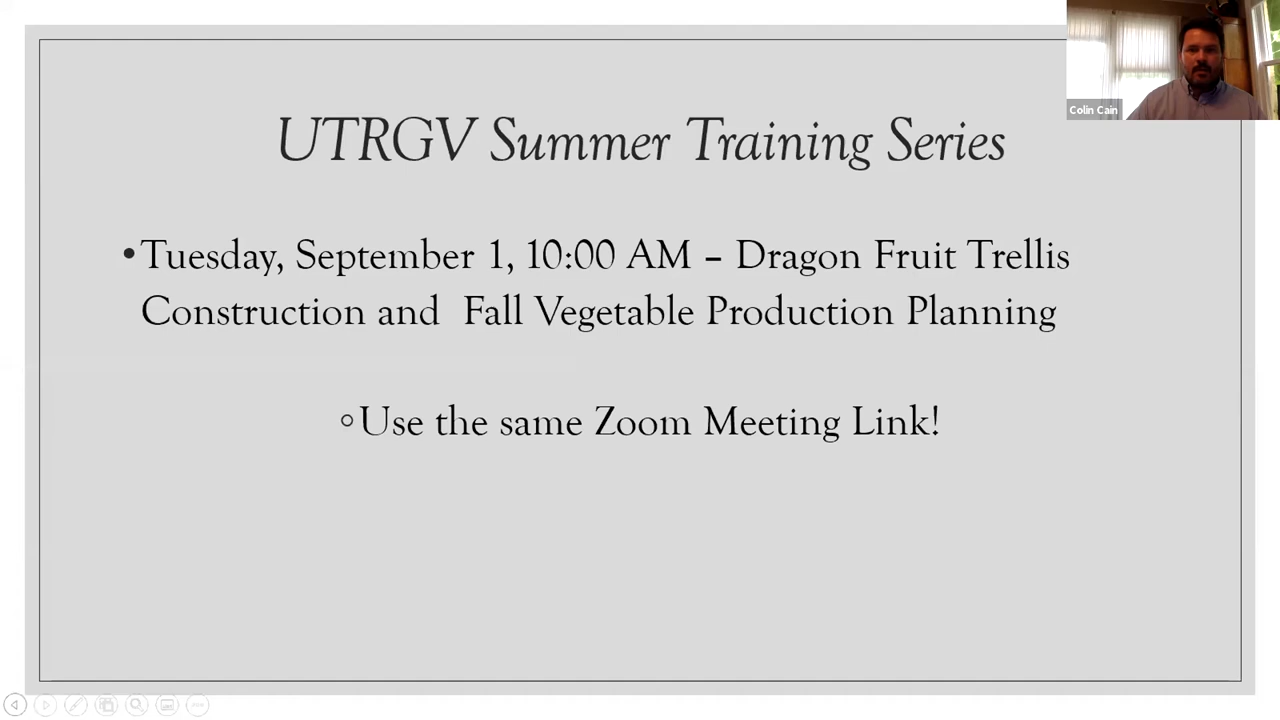 Colin Cain
UTRGV Summer Training Series
•Tuesday, September 1, 10:00 AM – Dragon Fruit Trellis
Construction and Fall Vegetable Production Planning
◦Use the same Zoom Meeting Link!